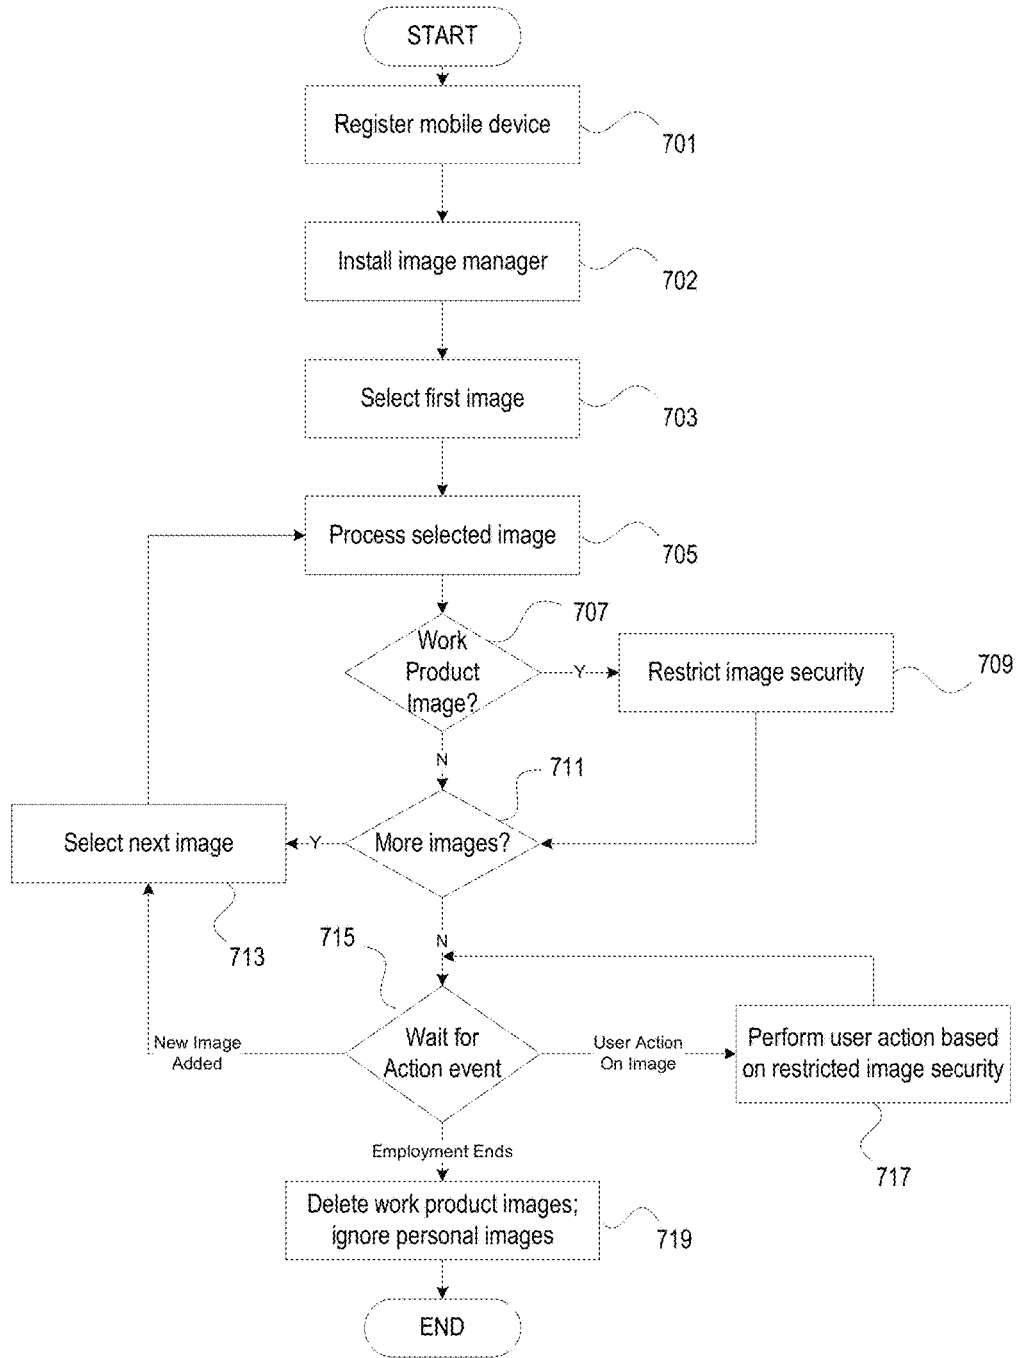 START
Register mobile device
701
Install image manager
702
Select first image
703
Process selected image
705
707
Work
Product
Image?
Y
Restrict image security
709
N
711
Select next image
Y
More images?
713
715
N
New Image
Added
Wait for
Action event
User Action
On Image
Perform user action based
on restricted image security
717
Employment Ends
Delete work product images;
ignore personal images
719
END